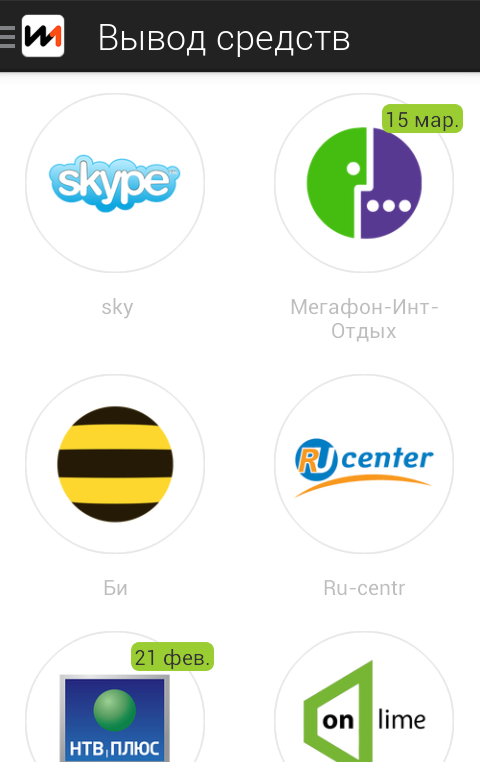 Вывод средств
skype
15 мар.
sky
Мегафон-Инт-
Отдых
RU center
Би
Ru-centr
21 фев.
НТВ ПЛЮС
on lime